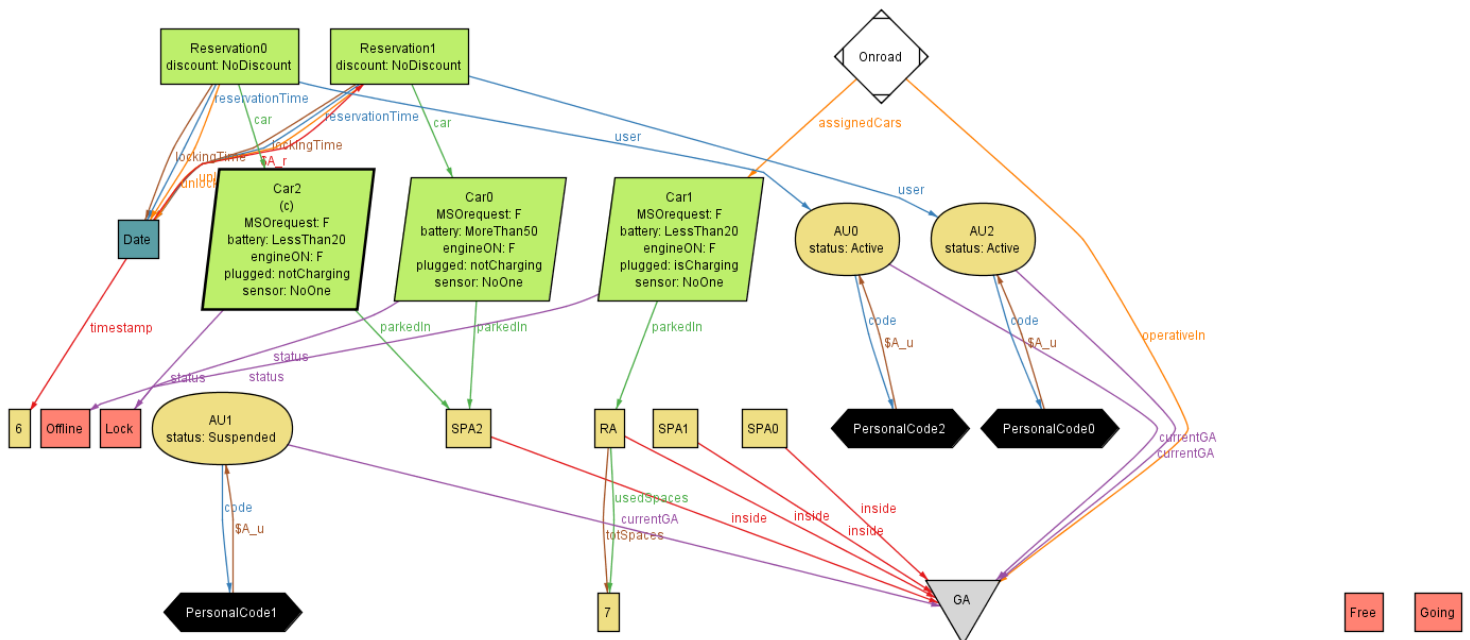 Reservation0
discount: NoDiscount
Reservation1
discount: NoDiscount
Onroad
reservationTime
car
reservationTime
car
assignedCars
user
lockingTime
lockingTime
$A_r
user
Car2
(c)
MSOrequest: F
battery: LessThan20
engineON: F
plugged: notCharging
sensor: NoOne
Car0
MSOrequest: F
battery: MoreThan50
engineON: F
plugged: notCharging
sensor: NoOne
Car1
MSOrequest: F
battery: LessThan20
engineON: F
plugged: isCharging
sensor: NoOne
Date
AU0
status: Active
AU2
status: Active
timestamp
parkedIn
parkedIn
parkedIn
code
$A_u
code
$A_u
operativeIn
status
status
status
6
Offline
Lock
AU1
status: Suspended
SPA2
RA
SPA1
SPA0
PersonalCode2
PersonalCode0
currentGA
currentGA
code
$A_u
currentGA
usedSpaces
totSpaces
inside
inside
inside
inside
PersonalCode1
7
GA
Free
Going